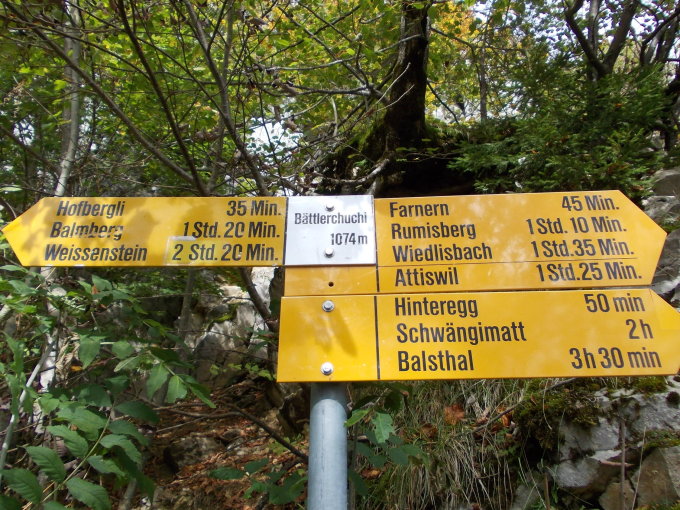 Hofbergli 35 Min.
Balmberg 1 Std. 20 Min.
Weissenstein 2 Std. 20 Min.
Bättlerchuchi
1074 m
Farnern 45 Min.
Rumisberg 1 Std. 10 Min.
Wiedlisbach 1 Std. 35 Min.
Attiswil 1 Std. 25 Min.
Hinteregg 50 min
Schwängimatt 2 h
Balsthal 3 h 30 min